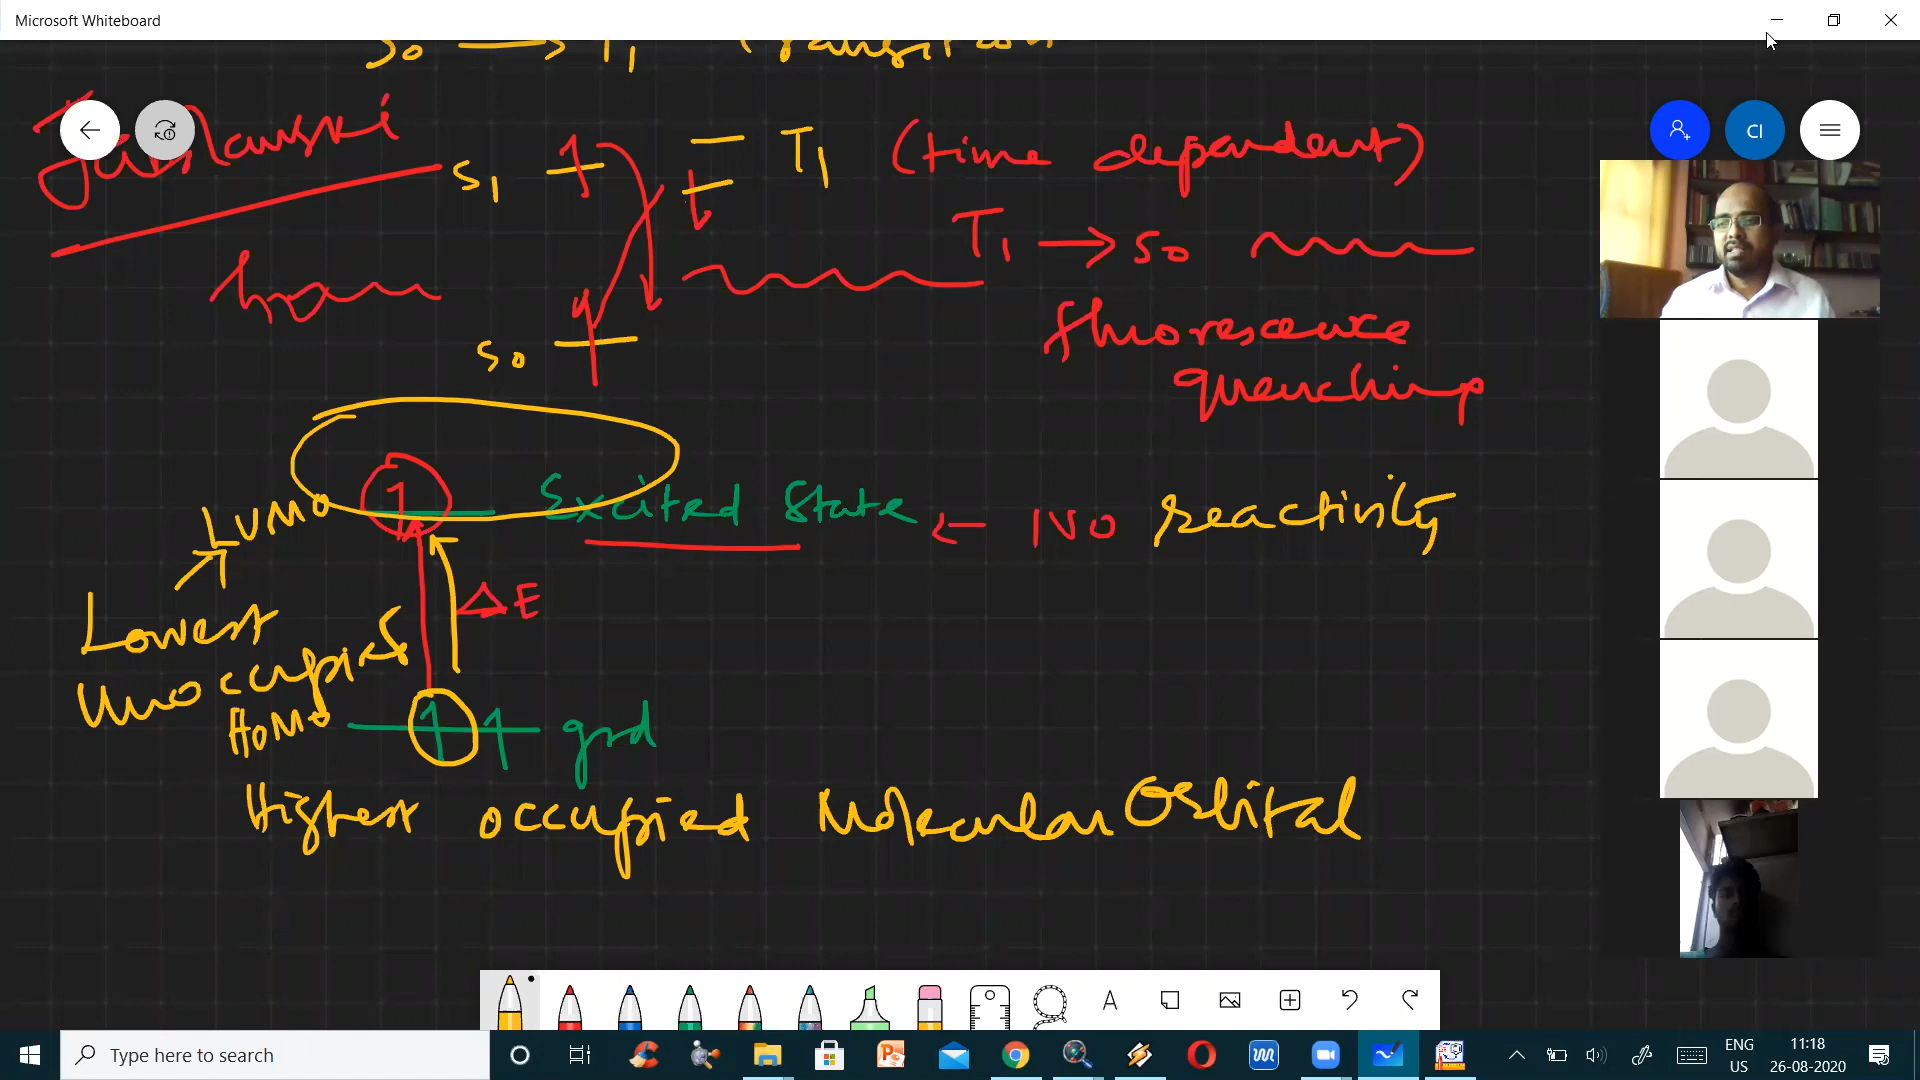 Microsoft Whiteboard
S0 → T1 Transition
Jablanski
S1 T1 (time dependent)
T1 → S0
fluorescence
quenching
S0
CI
LUMO Excited State ← No reactivity
ΔE
Lowest
unoccupied
HOMO grd
Highest occupied Molecular Orbital
A
Type here to search
ENG
US
11:18
26-08-2020